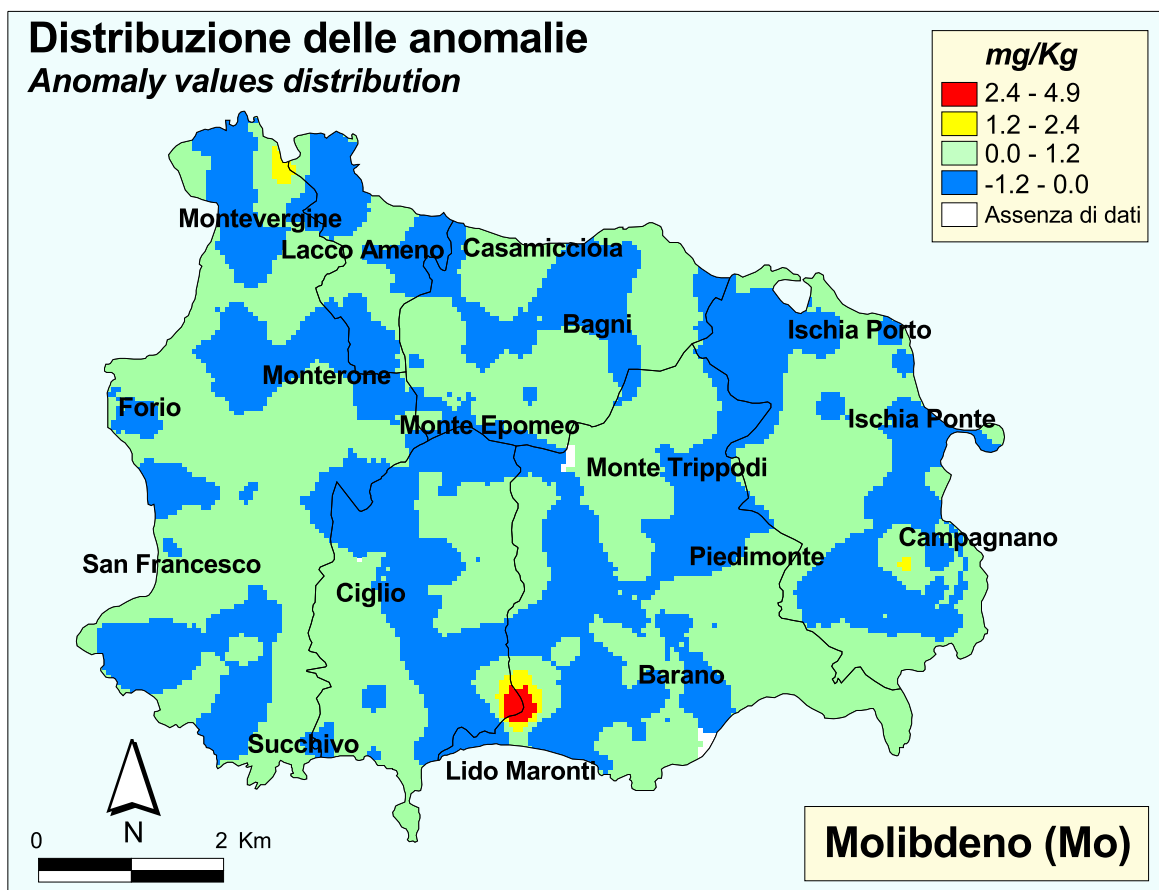 Distribuzione delle anomalie
Anomaly values distribution
mg/Kg
2.4 - 4.9
1.2 - 2.4
0.0 - 1.2
-1.2 - 0.0
Assenza di dati
Montevergine
Lacco Ameno
Casamicciola
Bagni
Ischia Porto
Monterone
Forio
Monte Epomeo
Ischia Ponte
Monte Trippodi
Campagnano
San Francesco
Piedimonte
Ciglio
Barano
Succhivo
Lido Maronti
N
0 2 Km
Molibdeno (Mo)